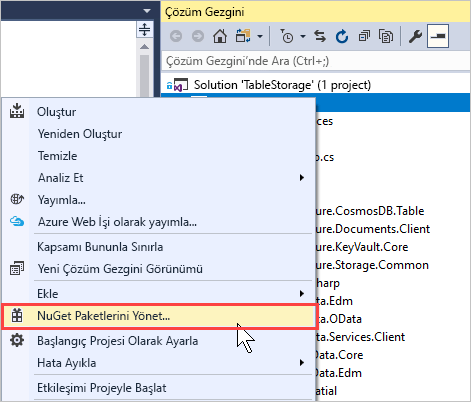 Çözüm Gezgini
Çözüm Gezgini'nde Ara (Ctrl+;)
Solution 'TableStorage' (1 project)
Oluştur
Yeniden Oluştur
Temizle
Analiz Et
Yayımla...
Azure Web İşi olarak yayımla...
Kapsamı Bununla Sınırla
Yeni Çözüm Gezgini Görünümü
Ekle
NuGet Paketlerini Yönet...
Başlangıç Projesi Olarak Ayarla
Hata Ayıkla
Etkileşimi Projeyle Başlat
ces
o.cs
ure.CosmosDB.Table
ure.Documents.Client
ure.KeyVault.Core
ure.Storage.Common
harp
ata.Edm
ata.OData
ata.Services.Client
Data.Core
Data.Edm
patial